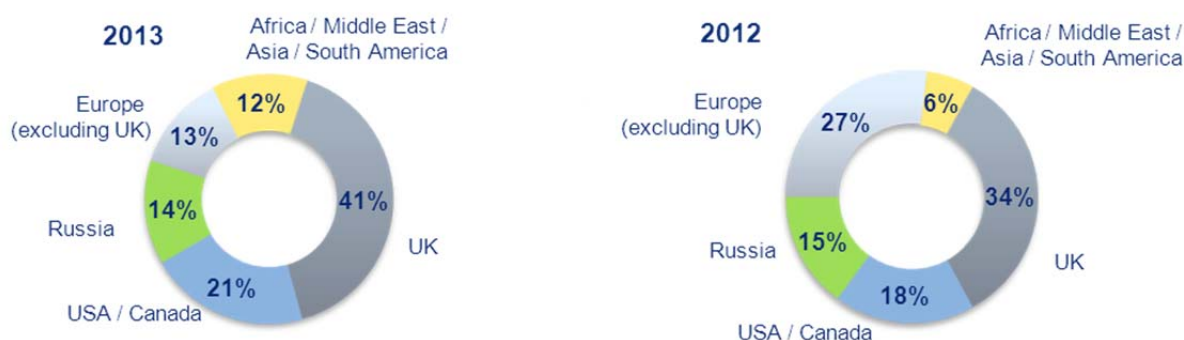 2013
Africa / Middle East /
Asia / South America
12%
Europe
(excluding UK)
13%
41%
14%
Russia
UK
21%
USA / Canada
2012
Africa / Middle East /
Asia / South America
6%
Europe
(excluding UK)
27%
34%
15%
Russia
UK
18%
USA / Canada